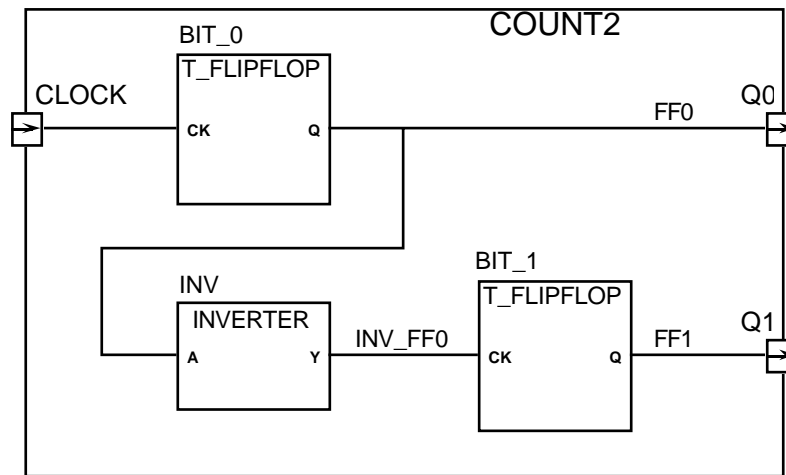 COUNT2
BIT_0
T_FLIPFLOP
CLOCK
CK Q
FF0
Q0
INV
INVERTER
A Y
INV_FF0
BIT_1
T_FLIPFLOP
CK Q
FF1
Q1